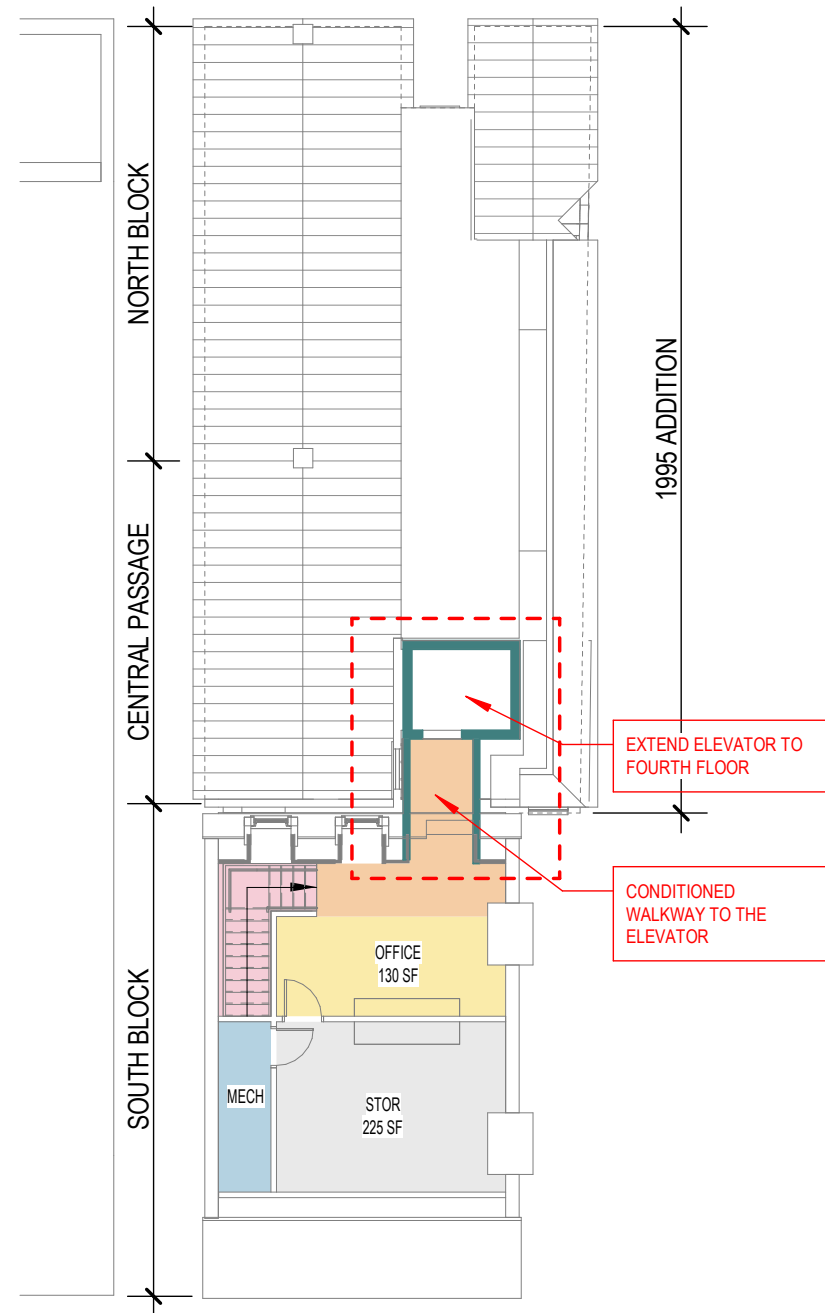 NORTH BLOCK
1995 ADDITION
CENTRAL PASSAGE
EXTEND ELEVATOR TO
FOURTH FLOOR
CONDITIONED
WALKWAY TO THE
ELEVATOR
SOUTH BLOCK
OFFICE
130 SF
MECH
STOR
225 SF